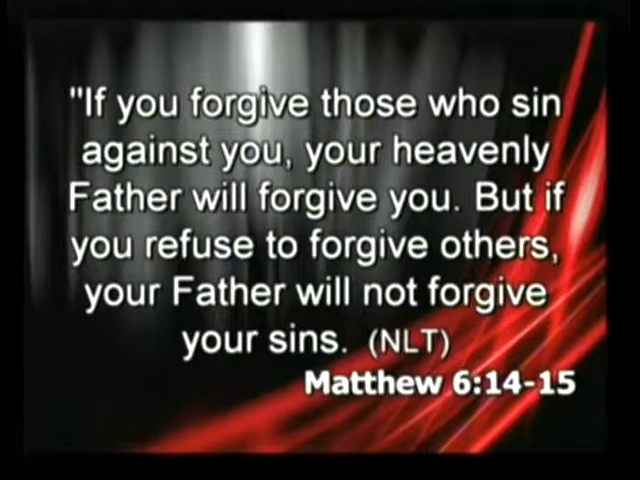 "If you forgive those who sin
against you, your heavenly
Father will forgive you. But if
you refuse to forgive others,
your Father will not forgive
your sins. (NLT)
Matthew 6:14-15